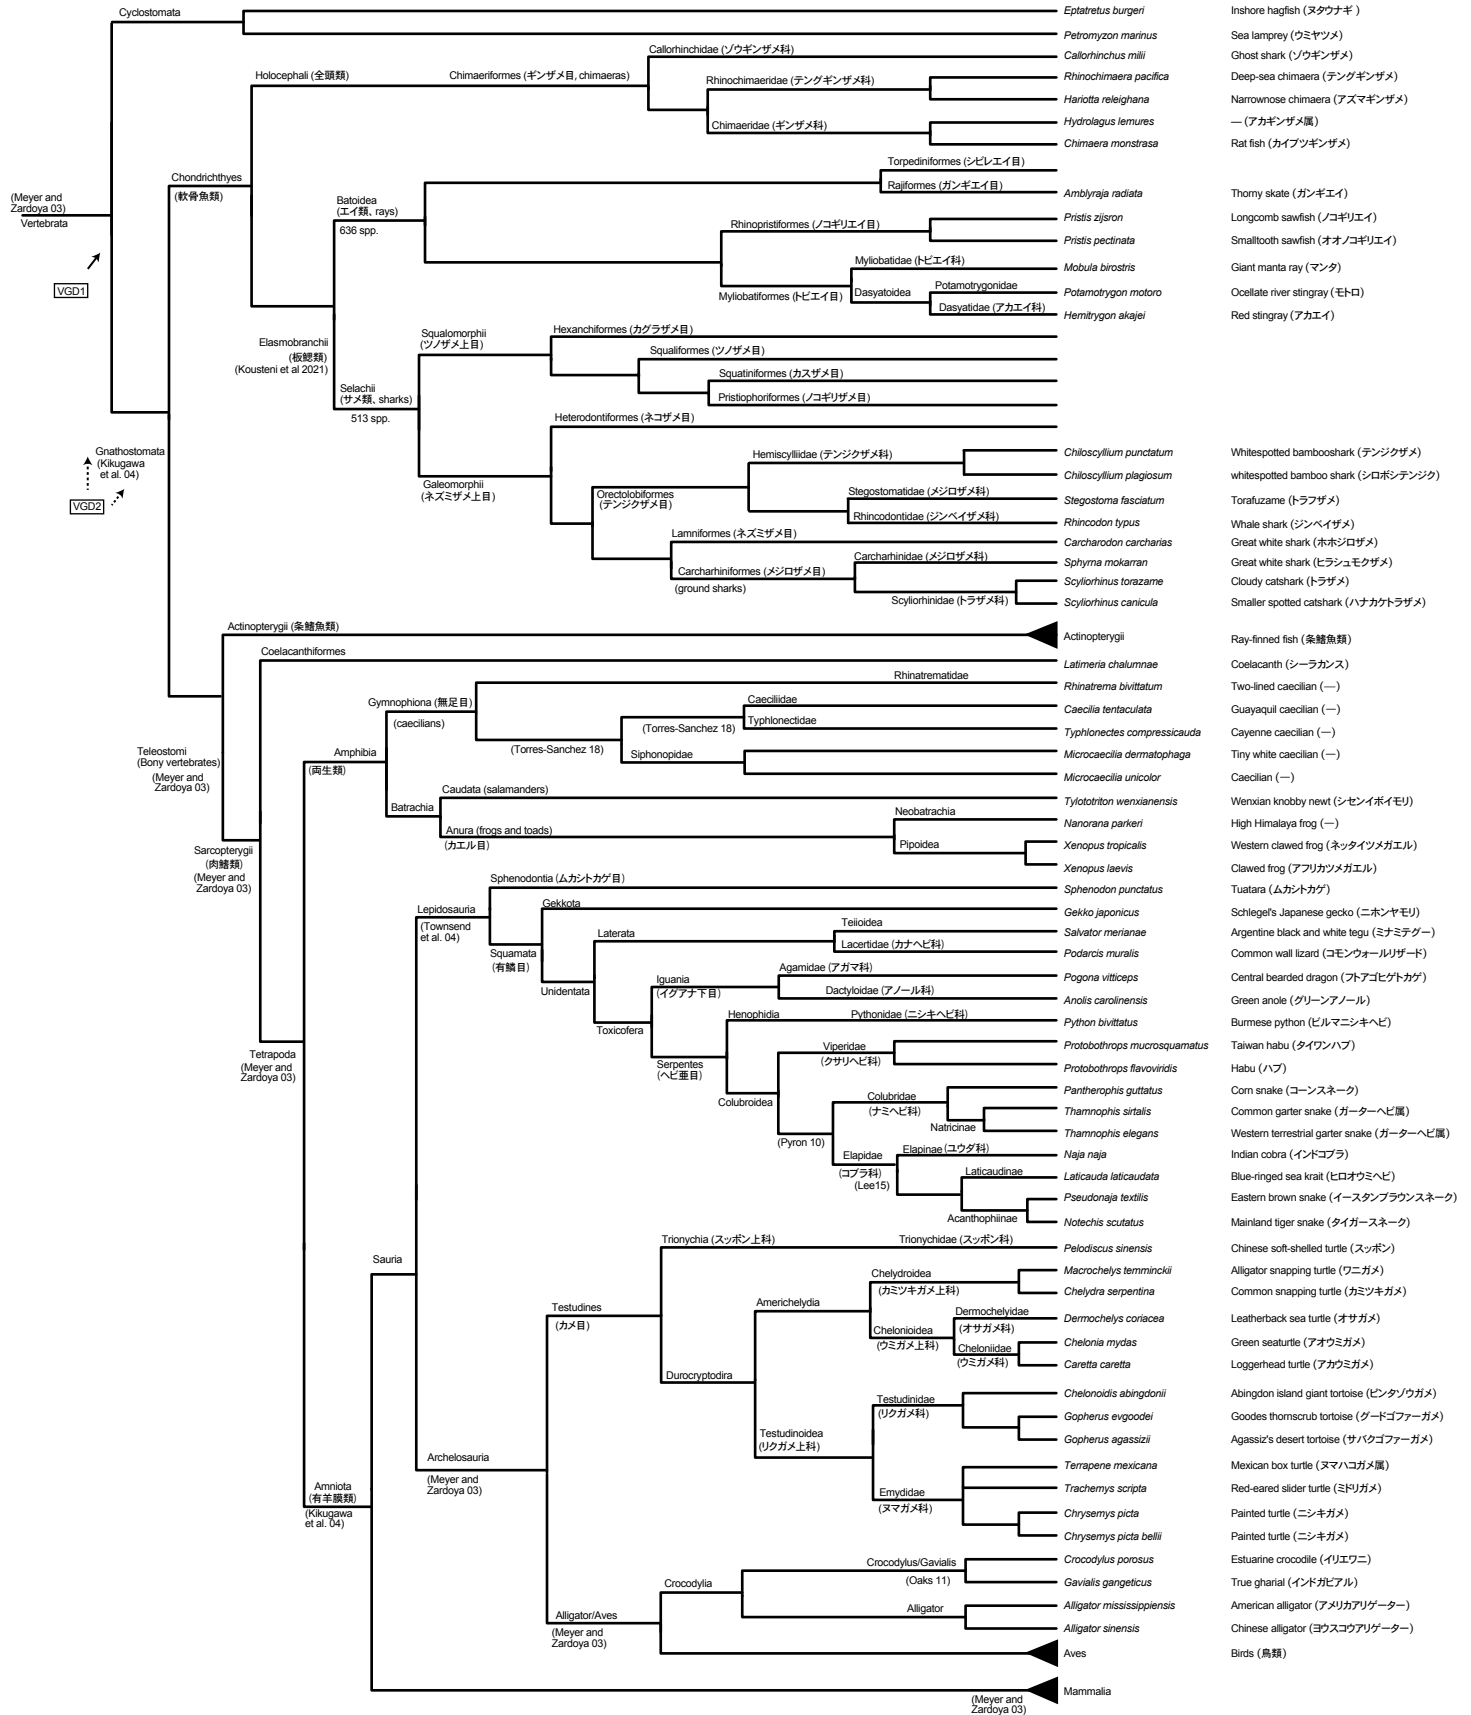 Cyclostomata
Eptatretus burgeri Inshore hagfish (ヌタウナギ )
Petromyzon marinus Sea lamprey (ウミヤツメ)
Callorhinchidae (ゾウギンザメ科)
Callorhinchus milii Ghost shark (ゾウギンザメ)
Holocephali (全頭類)
Chimaeriformes (ギンザメ目, chimaeras)
Rhinochimaeridae (テングギンザメ科)
Rhinochimaera pacifica Deep-sea chimaera (テングギンザメ)
Hariotta releighana Narrownose chimaera (アズマギンザメ)
Chimaeridae (ギンザメ科)
Hydrolagus lemures — (アカギンザメ属)
Chimaera monstrasa Rat fish (カイブツギンザメ)
Chondrichthyes
(軟骨魚類)
Torpediniformes (シビレエイ目)
Rajiformes (ガンギエイ目)
Amblyraja radiata Thorny skate (ガンギエイ)
(Meyer and
Zardoya 03)
Vertebrata
Batoidea
(エイ類、rays)
636 spp.
Rhinopristiformes (ノコギリエイ目)
Pristis zijsron Longcomb sawfish (ノコギリエイ)
Pristis pectinata Smalltooth sawfish (オオノコギリエイ)
Myliobatidae (トビエイ科)
Mobula birostris Giant manta ray (マンタ)
VGD1
Myliobatiformes (トビエイ目)
Dasyatoidea
Potamotrygonidae
Potamotrygon motoro Ocellate river stingray (モトロ)
Dasyatidae (アカエイ科)
Hemitrygon akajei Red stingray (アカエイ)
Elasmobranchii
(板鰓類)
(Kousteni et al 2021)
Squalomorphii
(ツノザメ上目)
Hexanchiformes (カグラザメ目)
Squaliformes (ツノザメ目)
Squatiniformes (カスザメ目)
Pristiophoriformes (ノコギリザメ目)
Selachii
(サメ類、sharks)
513 spp.
Heterodontiformes (ネコザメ目)
Gnathostomata
(Kikugawa
et al. 04)
VGD2
Galeomorphii
(ネズミザメ上目)
Hemiscylliidae (テンジクザメ科)
Chiloscyllium punctatum Whitespotted bambooshark (テンジクザメ)
Chiloscyllium plagiosum whitespotted bamboo shark (シロボシテンジク)
Orectolobiformes
(テンジクザメ目)
Stegostomatidae (メジロザメ科)
Stegostoma fasciatum Torafuzame (トラフザメ)
Rhincodontidae (ジンベイザメ科)
Rhincodon typus Whale shark (ジンベイザメ)
Lamniformes (ネズミザメ目)
Carcharodon carcharias Great white shark (ホホジロザメ)
Carcharhiniformes (メジロザメ目)
(ground sharks)
Carcharhinidae (メジロザメ科)
Sphyrna mokarran Great white shark (ヒラシュモクザメ)
Scyliorhinus torazame Cloudy catshark (トラザメ)
Scyliorhinidae (トラザメ科)
Scyliorhinus canicula Smaller spotted catshark (ハナカケトラザメ)
Actinopterygii (条鰭魚類)
Actinopterygii Ray-finned fish (条鰭魚類)
Coelacanthiformes
Latimeria chalumnae Coelacanth (シーラカンス)
Rhinatrematidae
Rhinatrema bivittatum Two-lined caecilian (—)
Gymnophiona (無足目)
(caecilians)
Caeciliidae
Caecilia tentaculata Guayaquil caecilian (—)
(Torres-Sanchez 18)
Typhlonectidae
Typhlonectes compressicauda Cayenne caecilian (—)
(Torres-Sanchez 18)
Siphonopidae
Microcaecilia dermatophaga Tiny white caecilian (—)
Microcaecilia unicolor Caecilian (—)
Teleostomi
(Bony vertebrates)
(Meyer and
Zardoya 03)
Amphibia
(両生類)
Batrachia
Caudata (salamanders)
Tylototriton wenxianensis Wenxian knobby newt (シセンイボイモリ)
Anura (frogs and toads)
(カエル目)
Neobatrachia
Nanorana parkeri High Himalaya frog (—)
Pipoidea
Xenopus tropicalis Western clawed frog (ネッタイツメガエル)
Xenopus laevis Clawed frog (アフリカツメガエル)
Sarcopterygii
(肉鰭類)
(Meyer and
Zardoya 03)
Sphenodontia (ムカシトカゲ目)
Sphenodon punctatus Tuatara (ムカシトカゲ)
Lepidosauria
(Townsend
et al. 04)
Gekkota
Gekko japonicus Schlegel's Japanese gecko (ニホンヤモリ)
Squamata
(有鱗目)
Laterata
Teiioidea
Salvator merianae Argentine black and white tegu (ミナミテグー)
Lacertidae (カナヘビ科)
Podarcis muralis Common wall lizard (コモンウォールリザード)
Unidentata
Iguania
(イグアナ下目)
Agamidae (アガマ科)
Pogona vitticeps Central bearded dragon (フトアゴヒゲトカゲ)
Dactyloidae (アノール科)
Anolis carolinensis Green anole (グリーンアノール)
Toxicofera
Henophidia
Pythonidae (ニシキヘビ科)
Python bivittatus Burmese python (ビルマニシキヘビ)
Tetrapoda
(Meyer and
Zardoya 03)
Serpentes
(ヘビ亜目)
Viperidae
(クサリヘビ科)
Protobothrops mucrosquamatus Taiwan habu (タイワンハブ)
Protobothrops flavoviridis Habu (ハブ)
Colubroidea
Colubridae
(ナミヘビ科)
Pantherophis guttatus Corn snake (コーンスネーク)
Thamnophis sirtalis Common garter snake (ガーターヘビ属)
Natricinae
Thamnophis elegans Western terrestrial garter snake (ガーターヘビ属)
(Pyron 10)
Elapidae
(コブラ科)
(Lee15)
Elapinae (ユウダ科)
Naja naja Indian cobra (インドコブラ)
Laticaudinae
Laticauda laticaudata Blue-ringed sea krait (ヒロオウミヘビ)
Pseudonaja textilis Eastern brown snake (イースタンブラウンスネーク)
Acanthophiinae
Notechis scutatus Mainland tiger snake (タイガースネーク)
Sauria
Trionychia (スッポン上科)
Trionychidae (スッポン科)
Pelodiscus sinensis Chinese soft-shelled turtle (スッポン)
Chelydroidea
(カミツキガメ上科)
Macrochelys temminckii Alligator snapping turtle (ワニガメ)
Chelydra serpentina Common snapping turtle (カミツキガメ)
Testudines
(カメ目)
Americhelydia
Dermochelyidae
(オサガメ科)
Dermochelys coriacea Leatherback sea turtle (オサガメ)
Chelonioidea
(ウミガメ上科)
Cheloniidae
(ウミガメ科)
Chelonia mydas Green seaturtle (アオウミガメ)
Caretta caretta Loggerhead turtle (アカウミガメ)
Durocryptodira
Testudinidae
(リクガメ科)
Chelonoidis abingdonii Abingdon island giant tortoise (ピンタゾウガメ)
Gopherus evgoodei Goodes thornscrub tortoise (グードゴファーガメ)
Testudinoidea
(リクガメ上科)
Gopherus agassizii Agassiz's desert tortoise (サバクゴファーガメ)
Archelosauria
(Meyer and
Zardoya 03)
Terrapene mexicana Mexican box turtle (ヌマハコガメ属)
Emydidae
(ヌマガメ科)
Trachemys scripta Red-eared slider turtle (ミドリガメ)
Chrysemys picta Painted turtle (ニシキガメ)
Chrysemys picta bellii Painted turtle (ニシキガメ)
Amniota
(有羊膜類)
(Kikugawa
et al. 04)
Crocodylus/Gavialis
(Oaks 11)
Crocodylus porosus Estuarine crocodile (イリエワニ)
Gavialis gangeticus True gharial (インドガビアル)
Crocodylia
Alligator
Alligator mississippiensis American alligator (アメリカアリゲーター)
Alligator sinensis Chinese alligator (ヨウスコウアリゲーター)
Alligator/Aves
(Meyer and
Zardoya 03)
Aves Birds (鳥類)
Mammalia
(Meyer and
Zardoya 03)